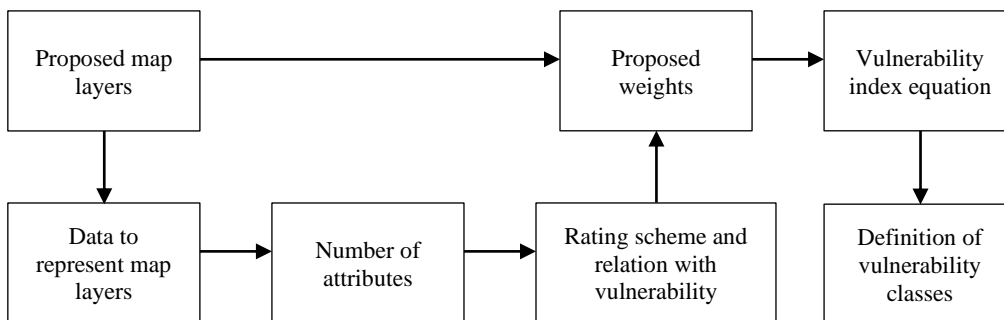 Proposed map
layers
Proposed
weights
Vulnerability
index equation
Data to
represent map
layers
Number of
attributes
Rating scheme and
relation with
vulnerability
Definition of
vulnerability
classes